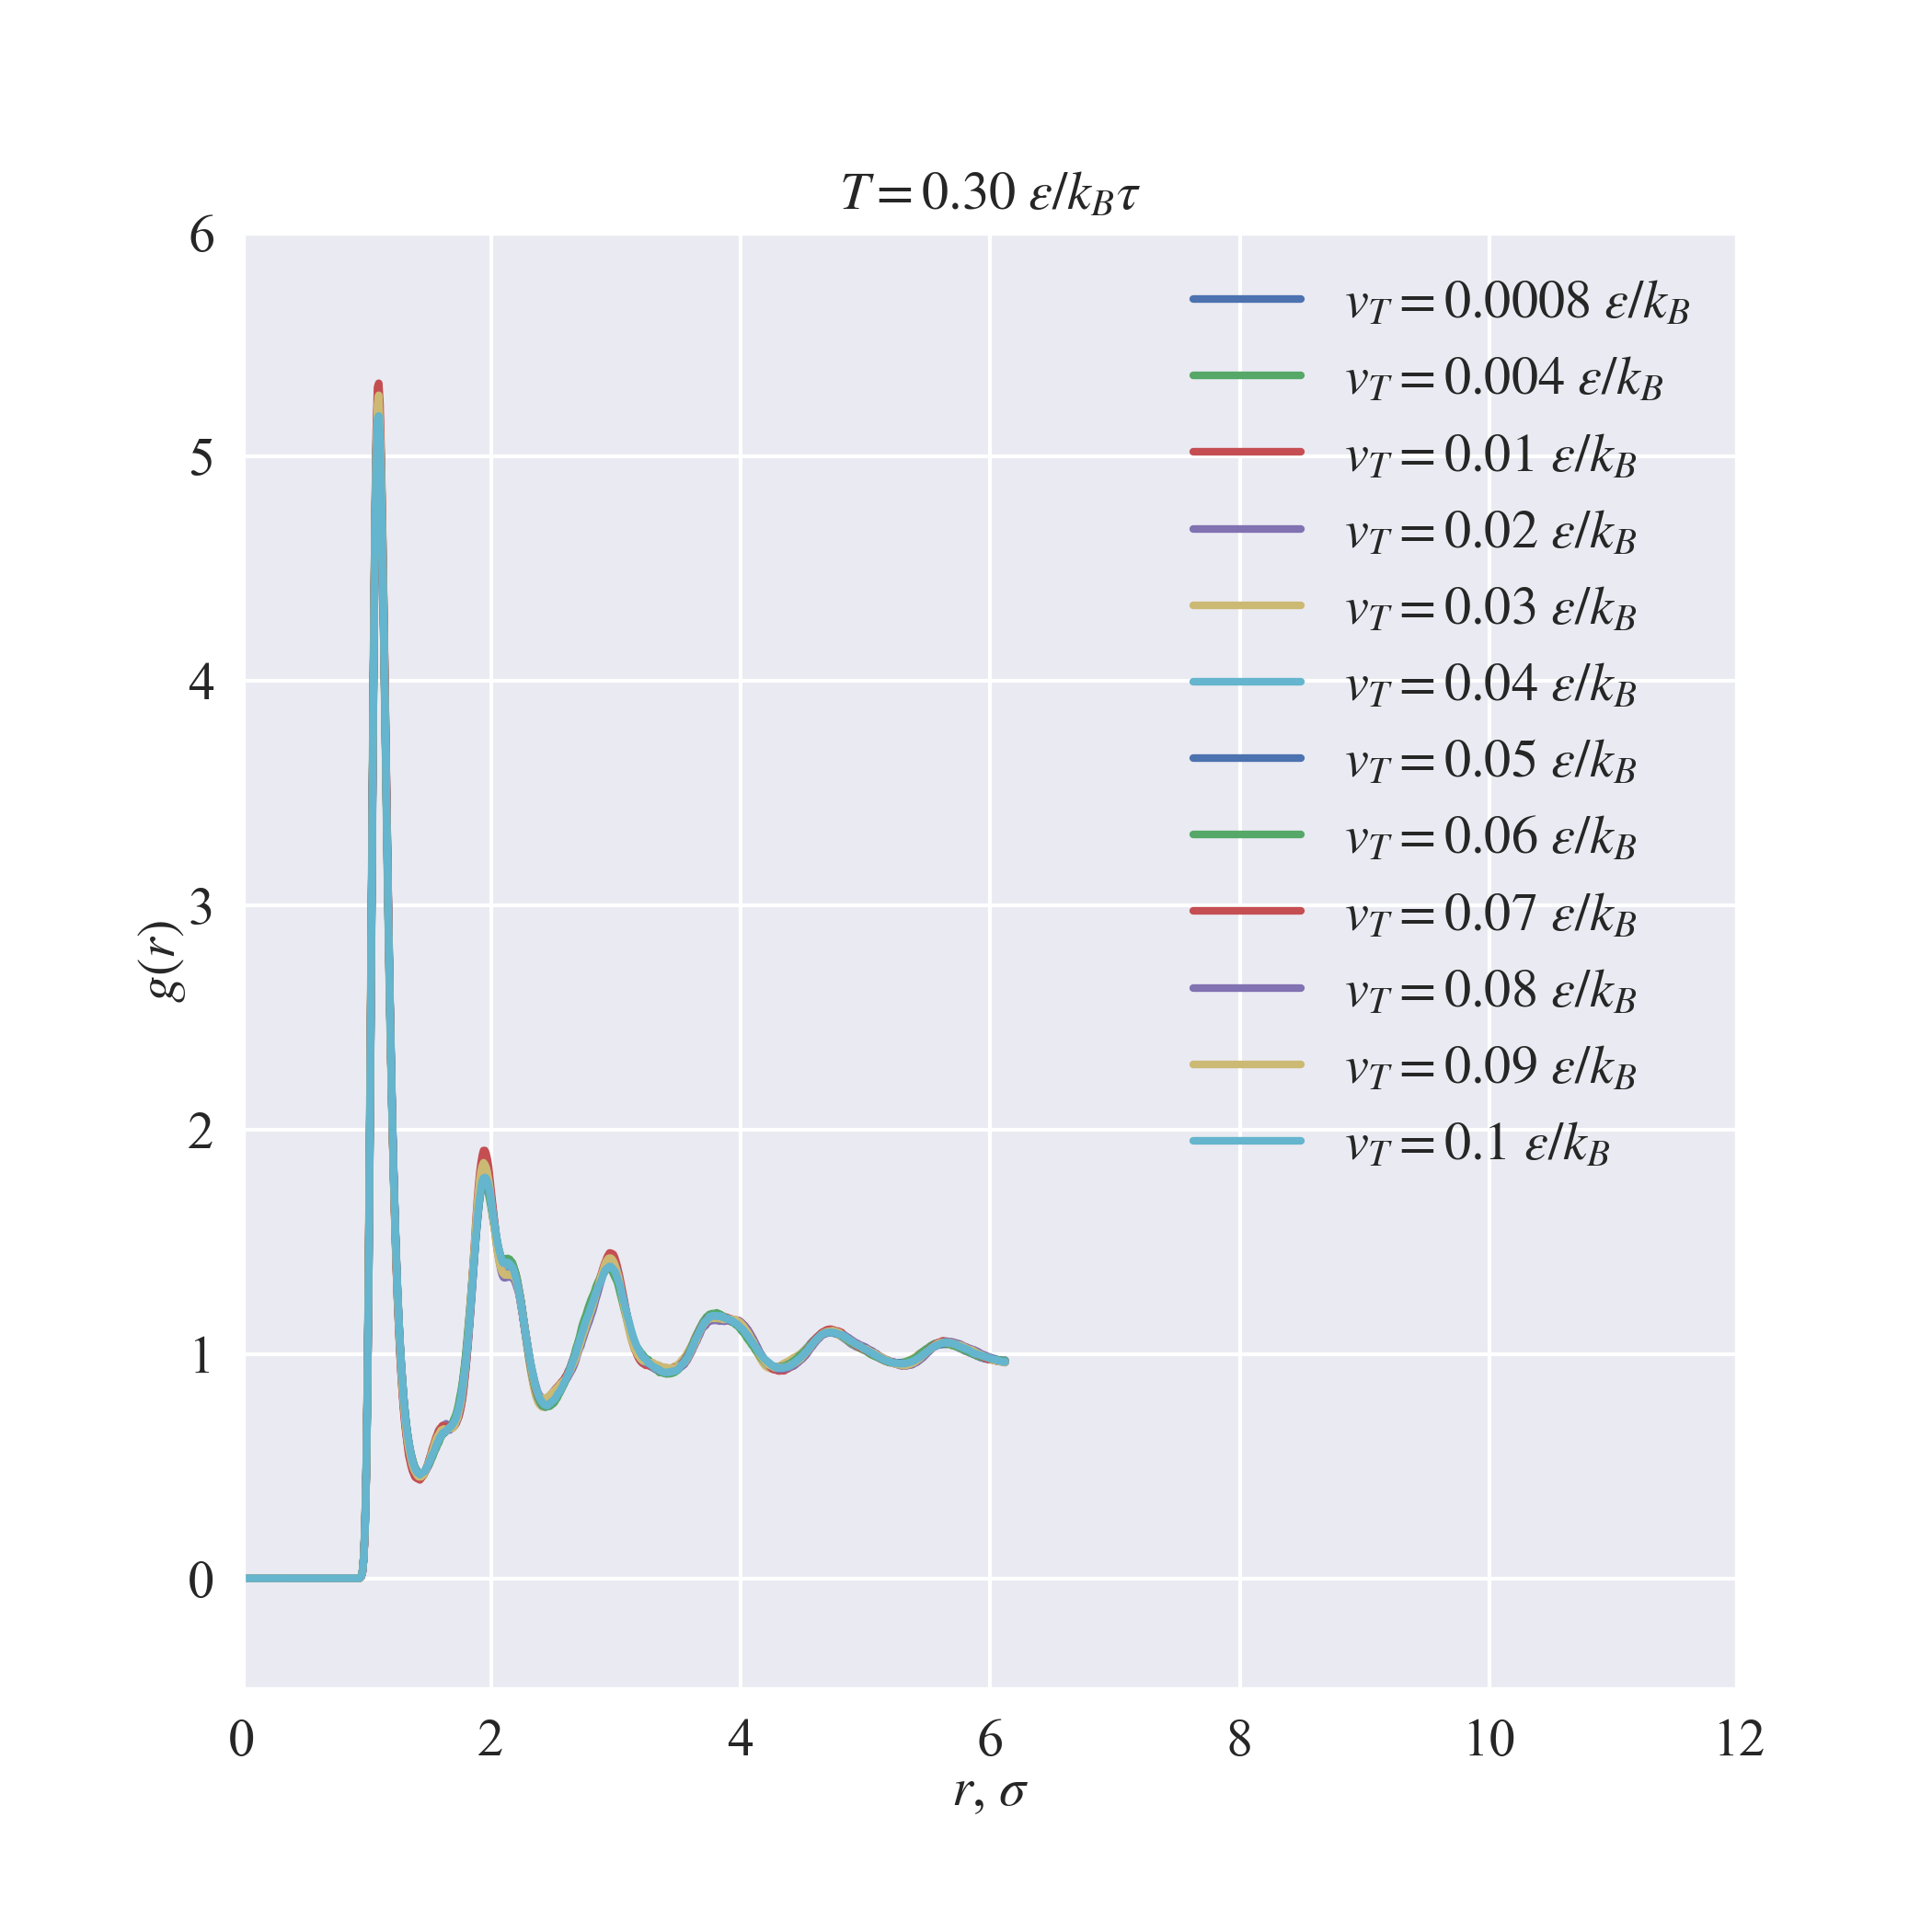 T = 0.30 ε/k_Bτ
6
5
4
3
2
1
0
g(r)
v_T = 0.0008 ε/k_B
v_T = 0.004 ε/k_B
v_T = 0.01 ε/k_B
v_T = 0.02 ε/k_B
v_T = 0.03 ε/k_B
v_T = 0.04 ε/k_B
v_T = 0.05 ε/k_B
v_T = 0.06 ε/k_B
v_T = 0.07 ε/k_B
v_T = 0.08 ε/k_B
v_T = 0.09 ε/k_B
v_T = 0.1 ε/k_B
0 2 4 6 8 10 12
r, σ